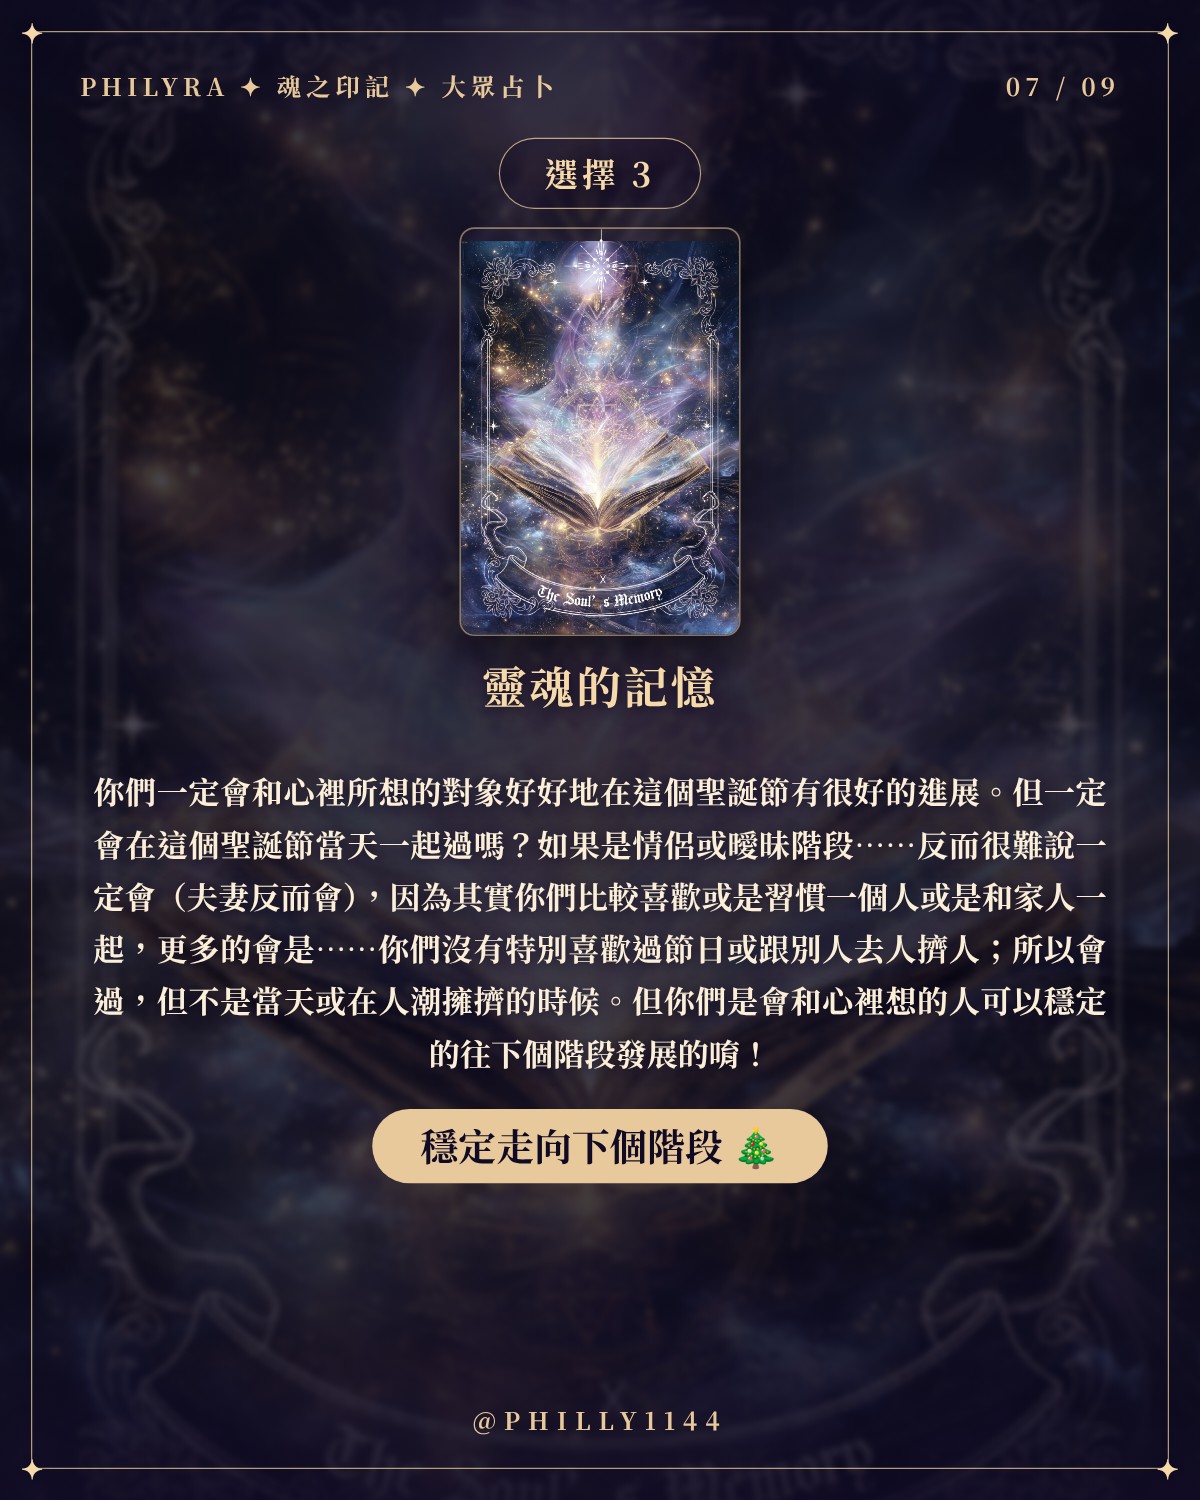 PHILYRA ✦ 魂之印記 ✦ 大眾占卜
07 / 09
選擇 3
X
The Soul's Memory
靈魂的記憶
你們一定會和心裡所想的對象好好地在這個聖誕節有很好的進展。但一定
會在這個聖誕節當天一起過嗎？如果是情侶或曖昧階段⋯⋯反而很難說一
定會（夫妻反而會），因為其實你們比較喜歡或是習慣一個人或是和家人一
起，更多的會是⋯⋯你們沒有特別喜歡過節日或跟別人去人擠人；所以會
過，但不是當天或在人潮擁擠的時候。但你們是會和心裡想的人可以穩定
的往下個階段發展的唷！
穩定走向下個階段 🎄
@PHILLY1144
The Soul's Memory